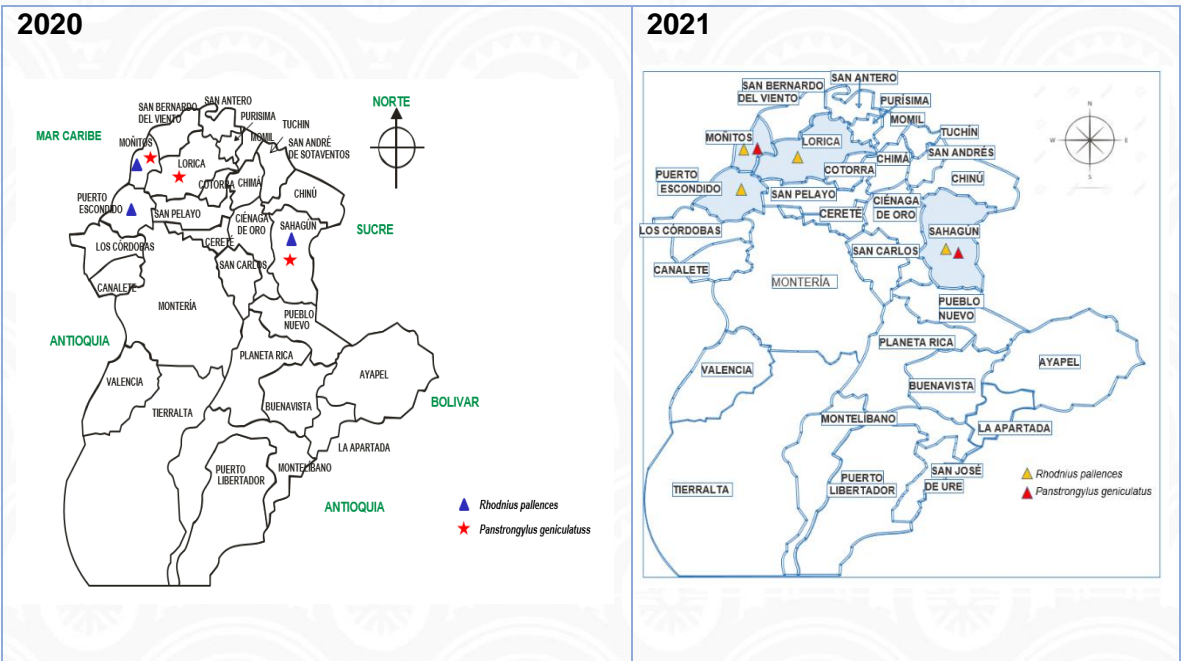 2020
NORTE
MAR CARIBE
SAN BERNARDO
DEL VIENTO
SAN ANTERO
PURISIMA
MOMIL
TUCHIN
SAN ANDRÉ
DE SOTAVENTOS
MOÑITOS
LORICA
COTORRA
CHIMÁ
CHINÚ
PUERTO
ESCONDIDO
SAN PELAYO
CIÉNAGA
DE ORO
SAHAGÚN
SUCRE
LOS CÓRDOBAS
CERETÉ
SAN CARLOS
CANALETE
MONTERÍA
PUEBLO
NUEVO
ANTIOQUIA
PLANETA RICA
VALENCIA
AYAPEL
TIERRALTA
BUENAVISTA
BOLIVAR
LA APARTADA
PUERTO
LIBERTADOR
MONTELÍBANO
ANTIOQUIA
Rhodnius pallences
Panstrongylus geniculatuss
2021
SAN BERNARDO
DEL VIENTO
SAN ANTERO
PURÍSIMA
MOMIL
TUCHÍN
N
W
E
S
MOÑITOS
LORICA
SAN ANDRÉS
CHIMÁ
COTORRA
CHINÚ
PUERTO
ESCONDIDO
SAN PELAYO
CIÉNAGA
DE ORO
CERETÉ
LOS CÓRDOBAS
SAHAGÚN
SAN CARLOS
CANALETE
MONTERÍA
PUEBLO
NUEVO
PLANETA RICA
VALENCIA
AYAPEL
BUENAVISTA
MONTELÍBANO
LA APARTADA
PUERTO
LIBERTADOR
SAN JOSÉ
DE URE
TIERRALTA
Rhodnius pallences
Panstrongylus geniculatus